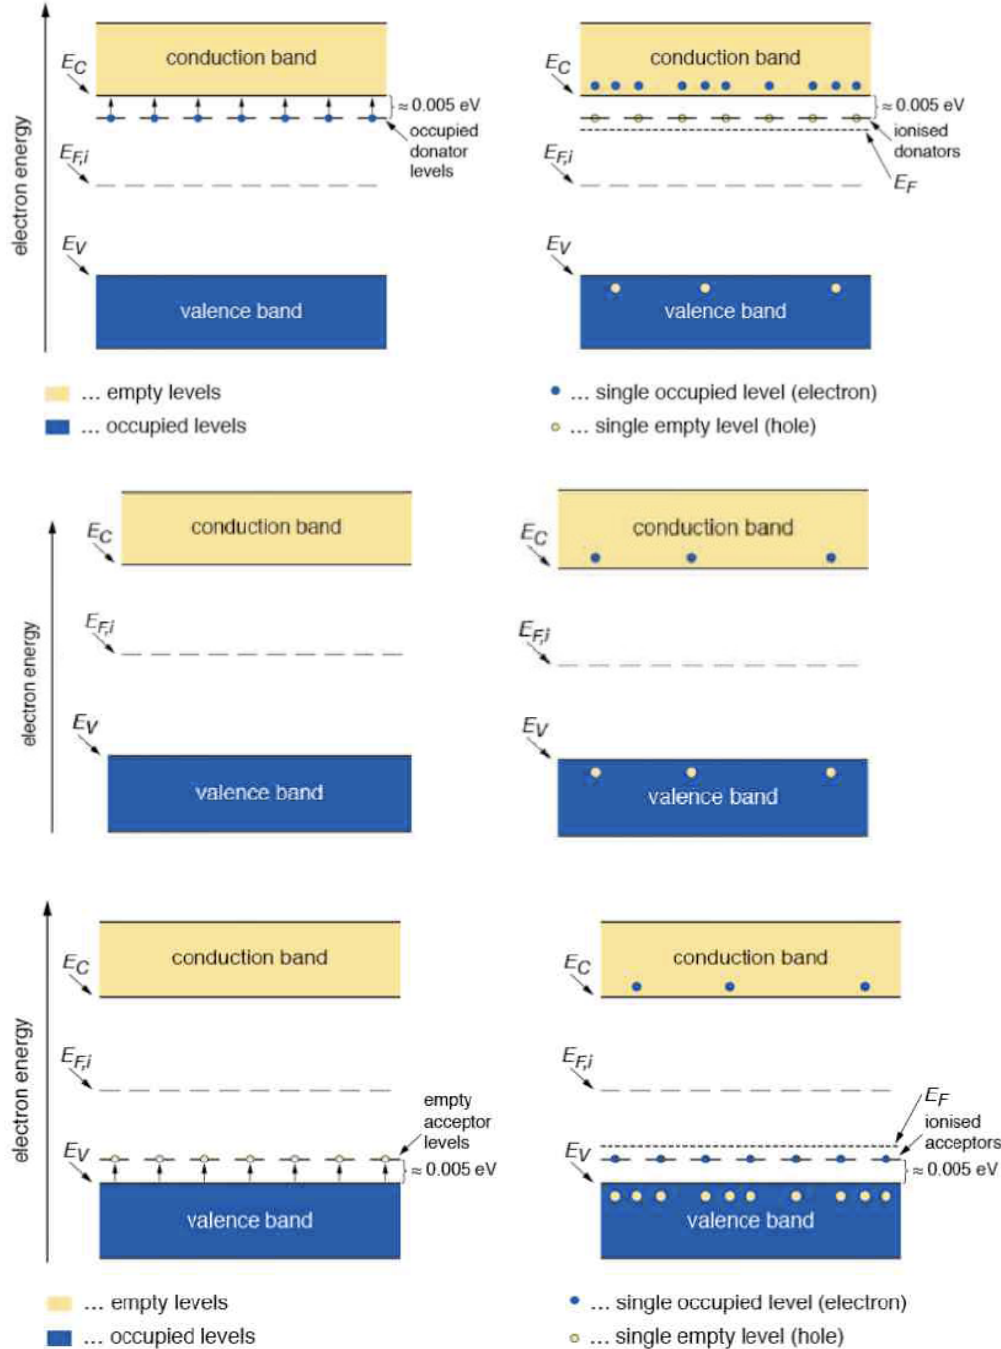 conduction band
E_C
≈ 0.005 eV
occupied
donator
levels
E_F,i
E_V
valence band
electron energy
conduction band
E_C
≈ 0.005 eV
ionised
donators
E_F,i
E_F
E_V
valence band
... empty levels
... occupied levels
... single occupied level (electron)
... single empty level (hole)
conduction band
E_C
E_F,i
E_V
valence band
electron energy
conduction band
E_C
E_F,i
E_V
valence band
conduction band
E_C
E_F,i
empty
acceptor
levels
E_V
≈ 0.005 eV
valence band
electron energy
conduction band
E_C
E_F,i
E_F
ionised
acceptors
E_V
≈ 0.005 eV
valence band
... empty levels
... occupied levels
... single occupied level (electron)
... single empty level (hole)